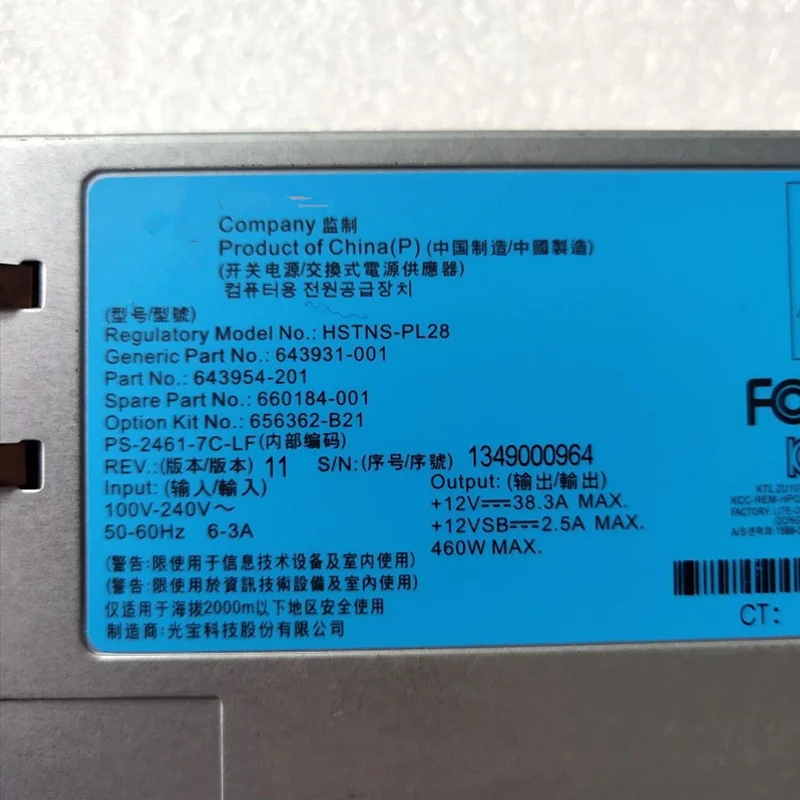 Company 监制
Product of China(P) (中国制造/中國製造)
(开关电源/交換式電源供應器)
컴퓨터용 전원공급장치
(型号/型號)
Regulatory Model No.: HSTNS-PL28
Generic Part No.: 643931-001
Part No.: 643954-201
Spare Part No.: 660184-001
Option Kit No.: 656362-B21
PS-2461-7C-LF(内部编码)
REV.:(版本/版本) 11 S/N:(序号/序號) 1349000964
Input: (输入/輸入)
100V-240V～
50-60Hz 6-3A
Output: (输出/輸出)
+12V⎓38.3A MAX.
+12VSB⎓2.5A MAX.
460W MAX.
(警告:限使用于信息技术设备及室内使用)
(警告:限使用於資訊技術設備及室內使用)
仅适用于海拔2000m以下地区安全使用
制造商:光宝科技股份有限公司
FC
KCC-REM-HP
FACTORY: LITE-
CT: